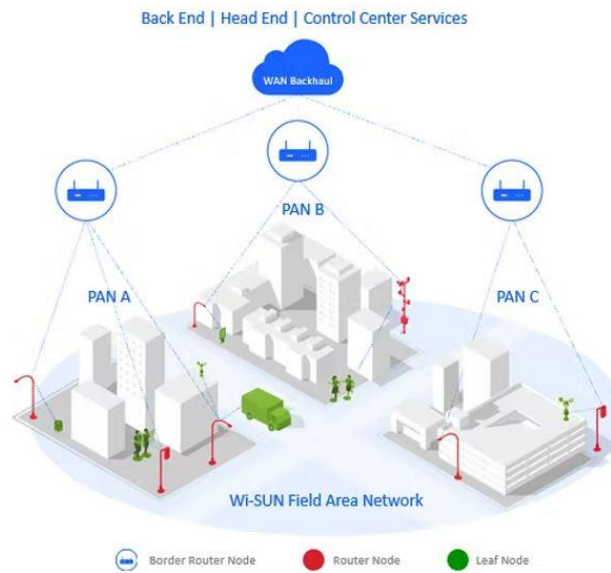 Back End | Head End | Control Center Services
WAN Backhaul
PAN B
PAN A
PAN C
Wi-SUN Field Area Network
Border Router Node
Router Node
Leaf Node